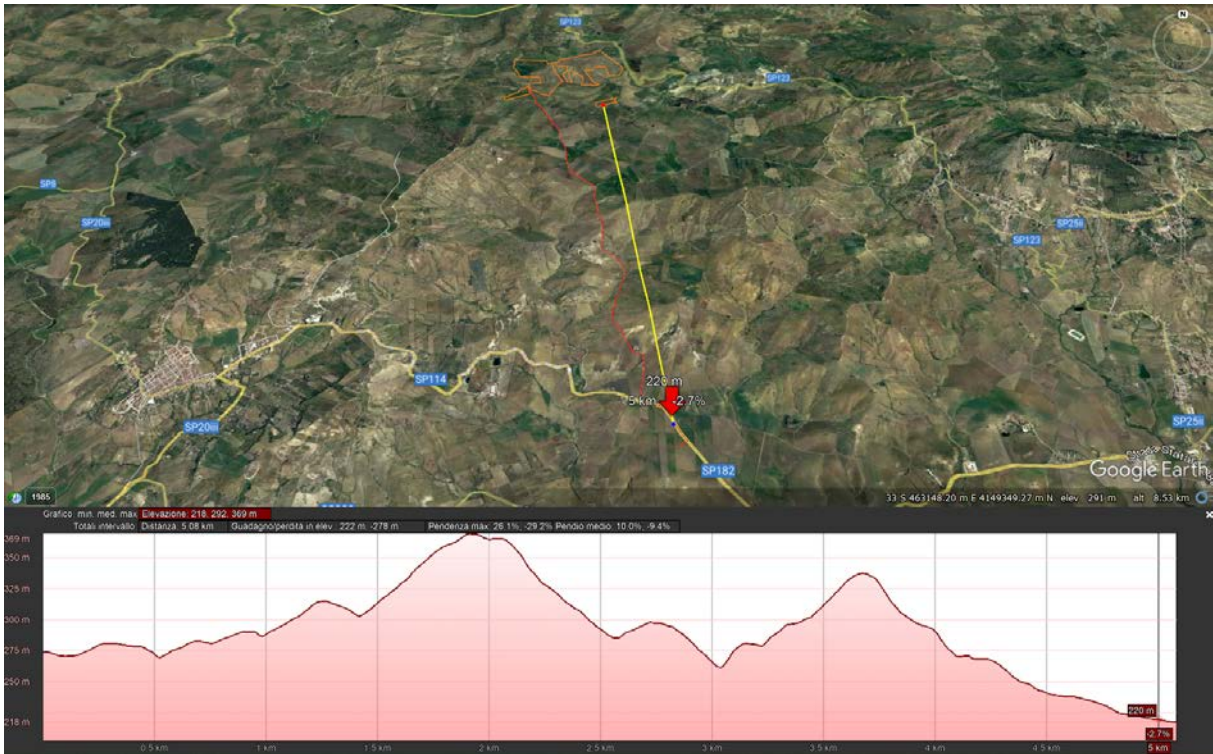 N
SP123
SP123
SP8
SP20iii
SP25ii
SP123
SP114
220 m
5 km -2.7%
SP20iii
SP25ii
SP182
Google Earth
1985
33 S 463148.20 m E 4149349.27 m N elev 291 m alt 8.53 km
Grafico: min, med, max Elevazione: 218, 292, 369 m
Totali intervallo: Distanza: 5.08 km Guadagno/perdita in elev.: 222 m, -278 m Pendenza max: 26.1%, -29.2% Pendio medio: 10.0%, -9.4%
369 m
350 m
325 m
300 m
275 m
250 m
218 m
220 m
-2.7%
0.5 km 1 km 1.5 km 2 km 2.5 km 3 km 3.5 km 4 km 4.5 km 5 km